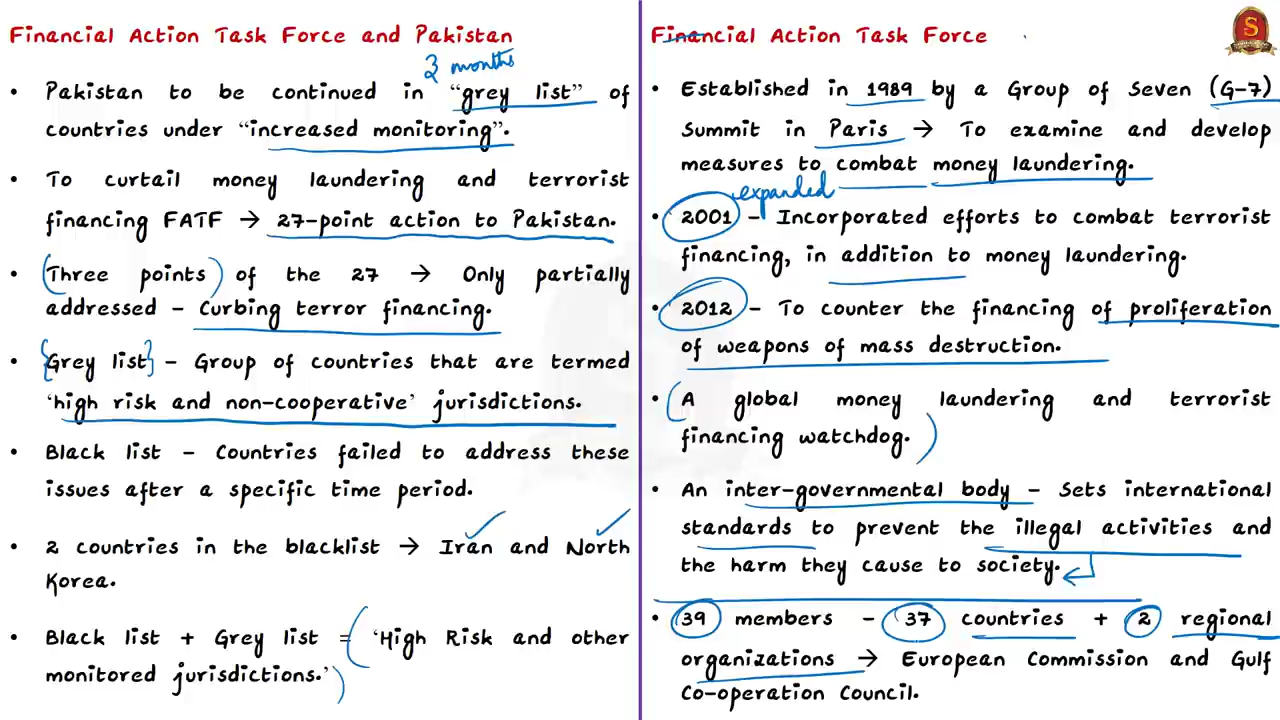 Financial Action Task Force and Pakistan
3 months
• Pakistan to be continued in “grey list” of
countries under “increased monitoring”.
• To curtail money laundering and terrorist
financing FATF → 27-point action to Pakistan.
• Three points of the 27 → Only partially
addressed – Curbing terror financing.
• Grey list – Group of countries that are termed
‘high risk and non-cooperative’ jurisdictions.
• Black list – Countries failed to address these
issues after a specific time period.
• 2 countries in the blacklist → Iran and North
Korea.
• Black list + Grey list = ‘High Risk and other
monitored jurisdictions.’
Financial Action Task Force
• Established in 1989 by a Group of Seven (G-7)
Summit in Paris → To examine and develop
measures to combat money laundering.
expanded
• 2001 – Incorporated efforts to combat terrorist
financing, in addition to money laundering.
• 2012 – To counter the financing of proliferation
of weapons of mass destruction.
• A global money laundering and terrorist
financing watchdog.
• An inter-governmental body – Sets international
standards to prevent the illegal activities and
the harm they cause to society.
• 39 members – 37 countries + 2 regional
organizations → European Commission and Gulf
Co-operation Council.
S